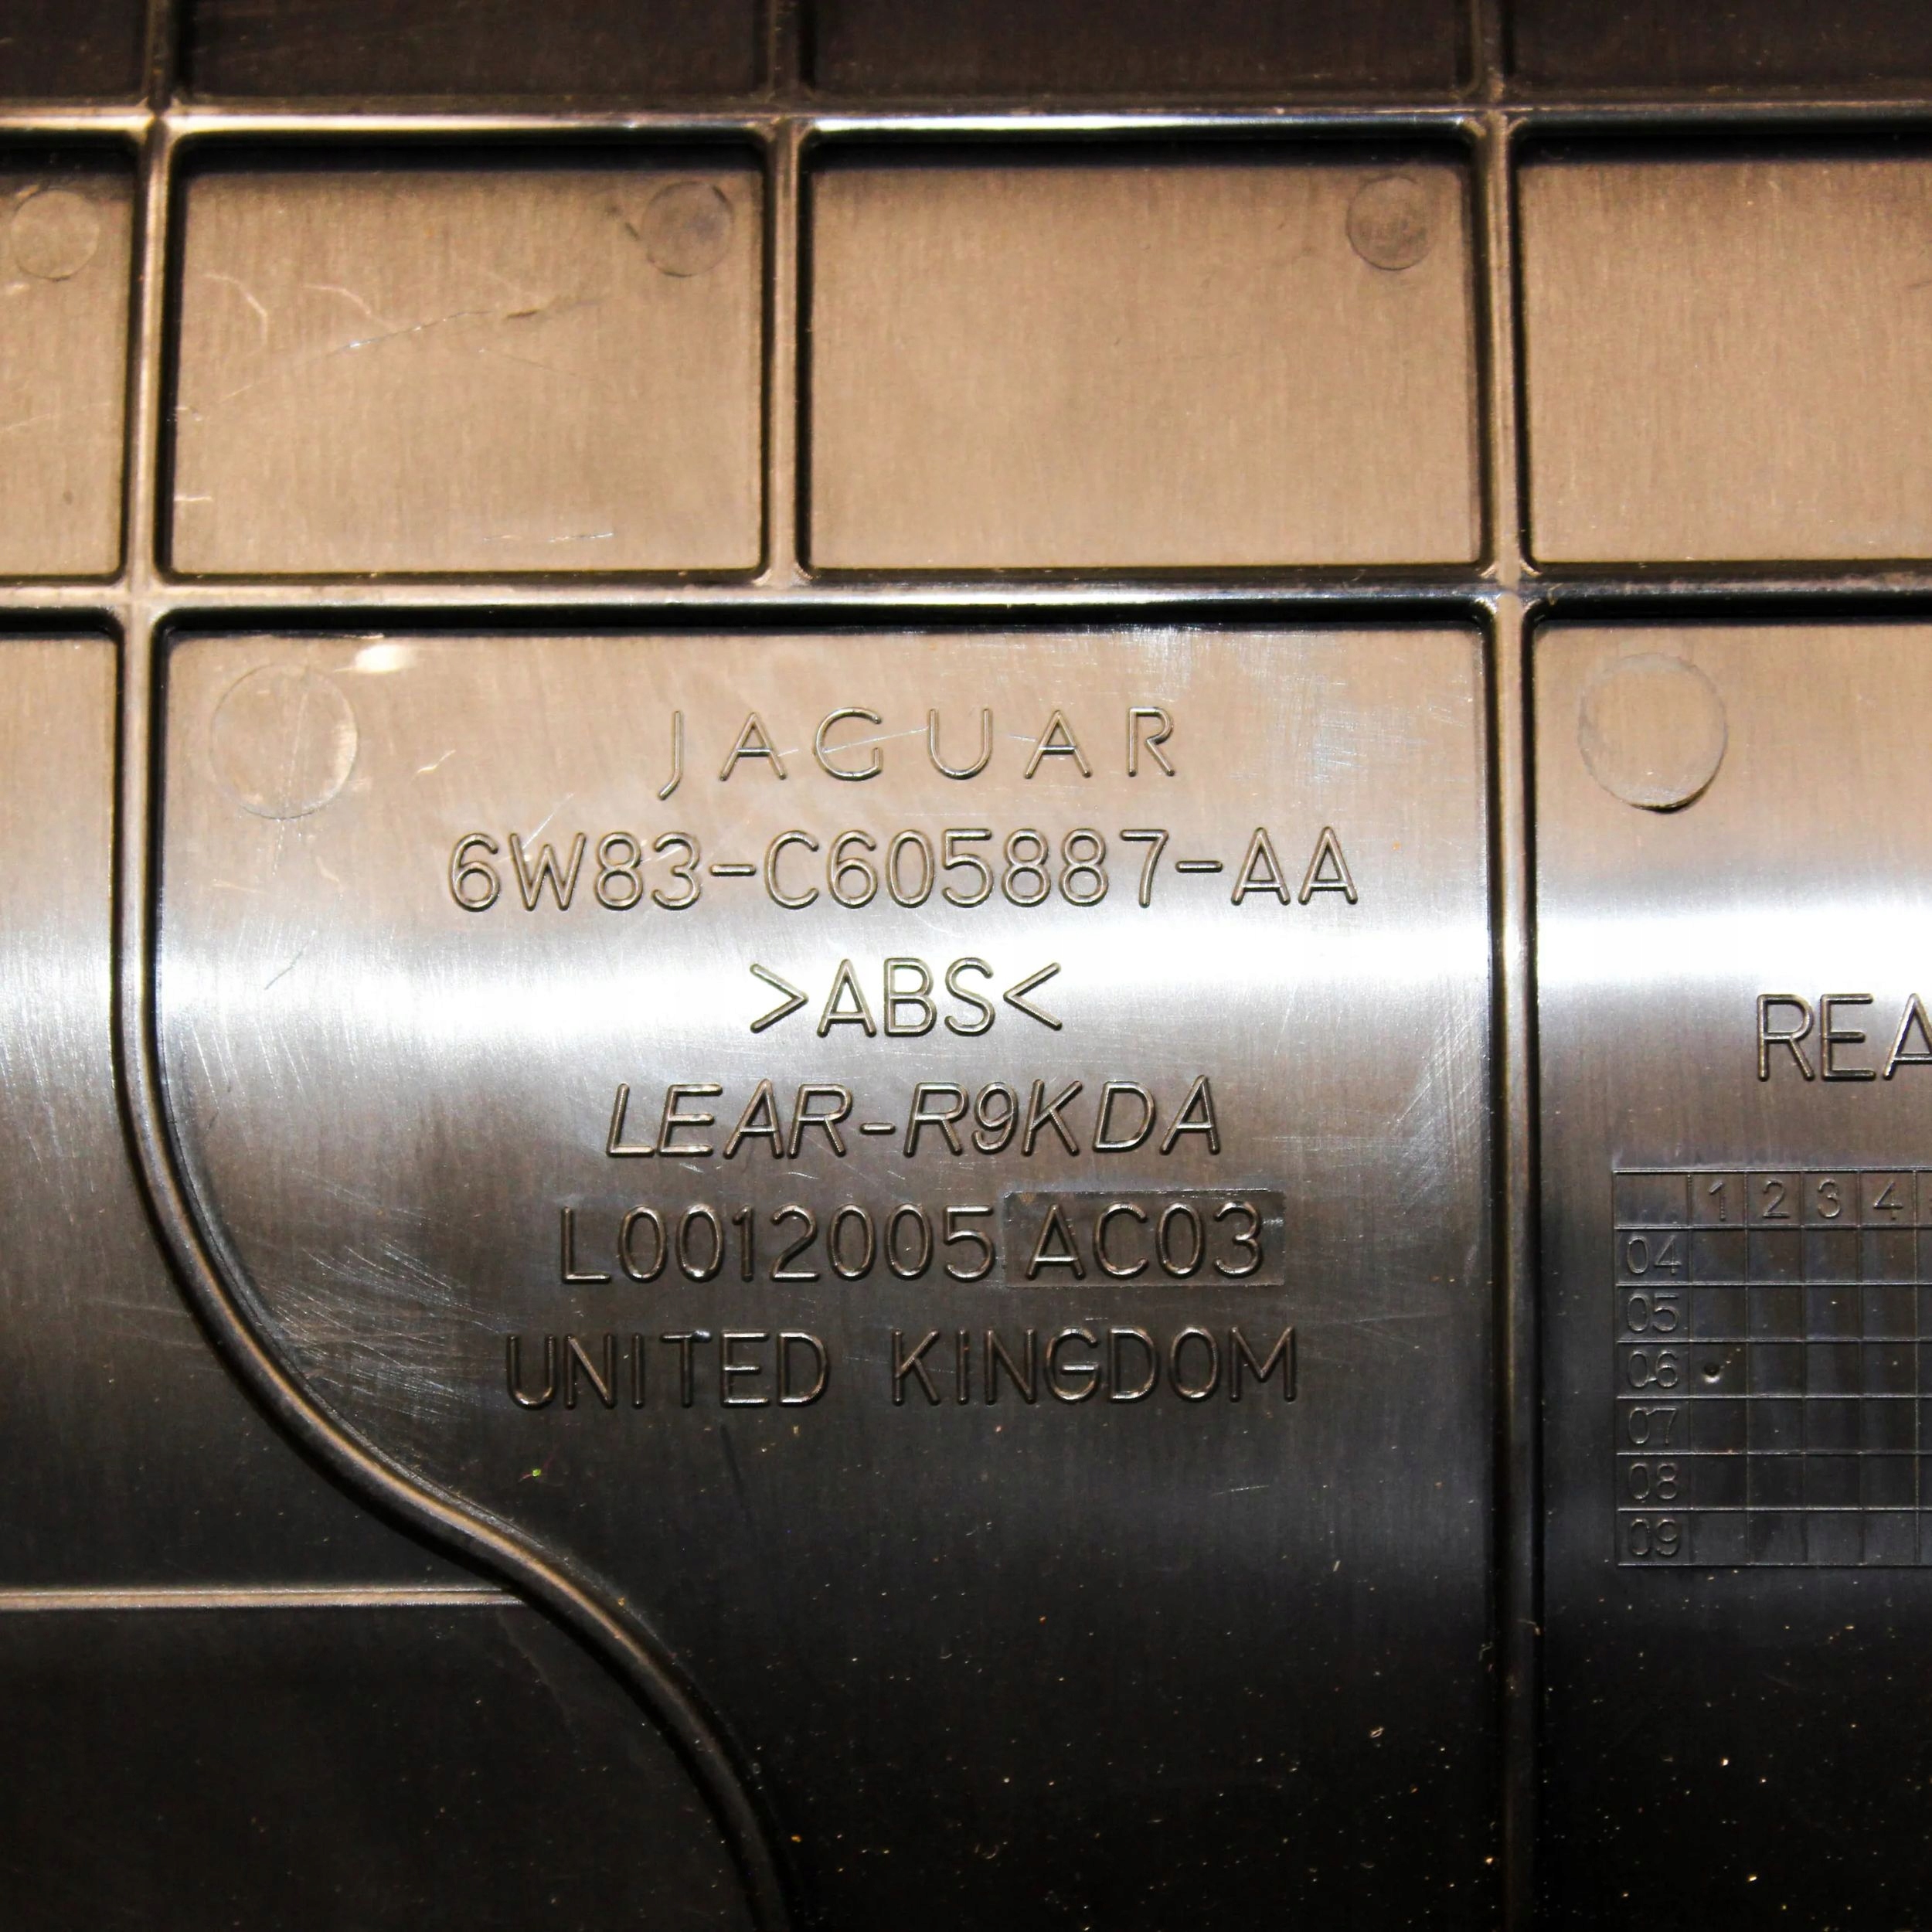 JAGUAR
6W83-C605887-AA
>ABS<
LEAR-R9KDA
L0012005 AC03
UNITED KINGDOM
REA
1 2 3 4
04
05
06
07
08
09